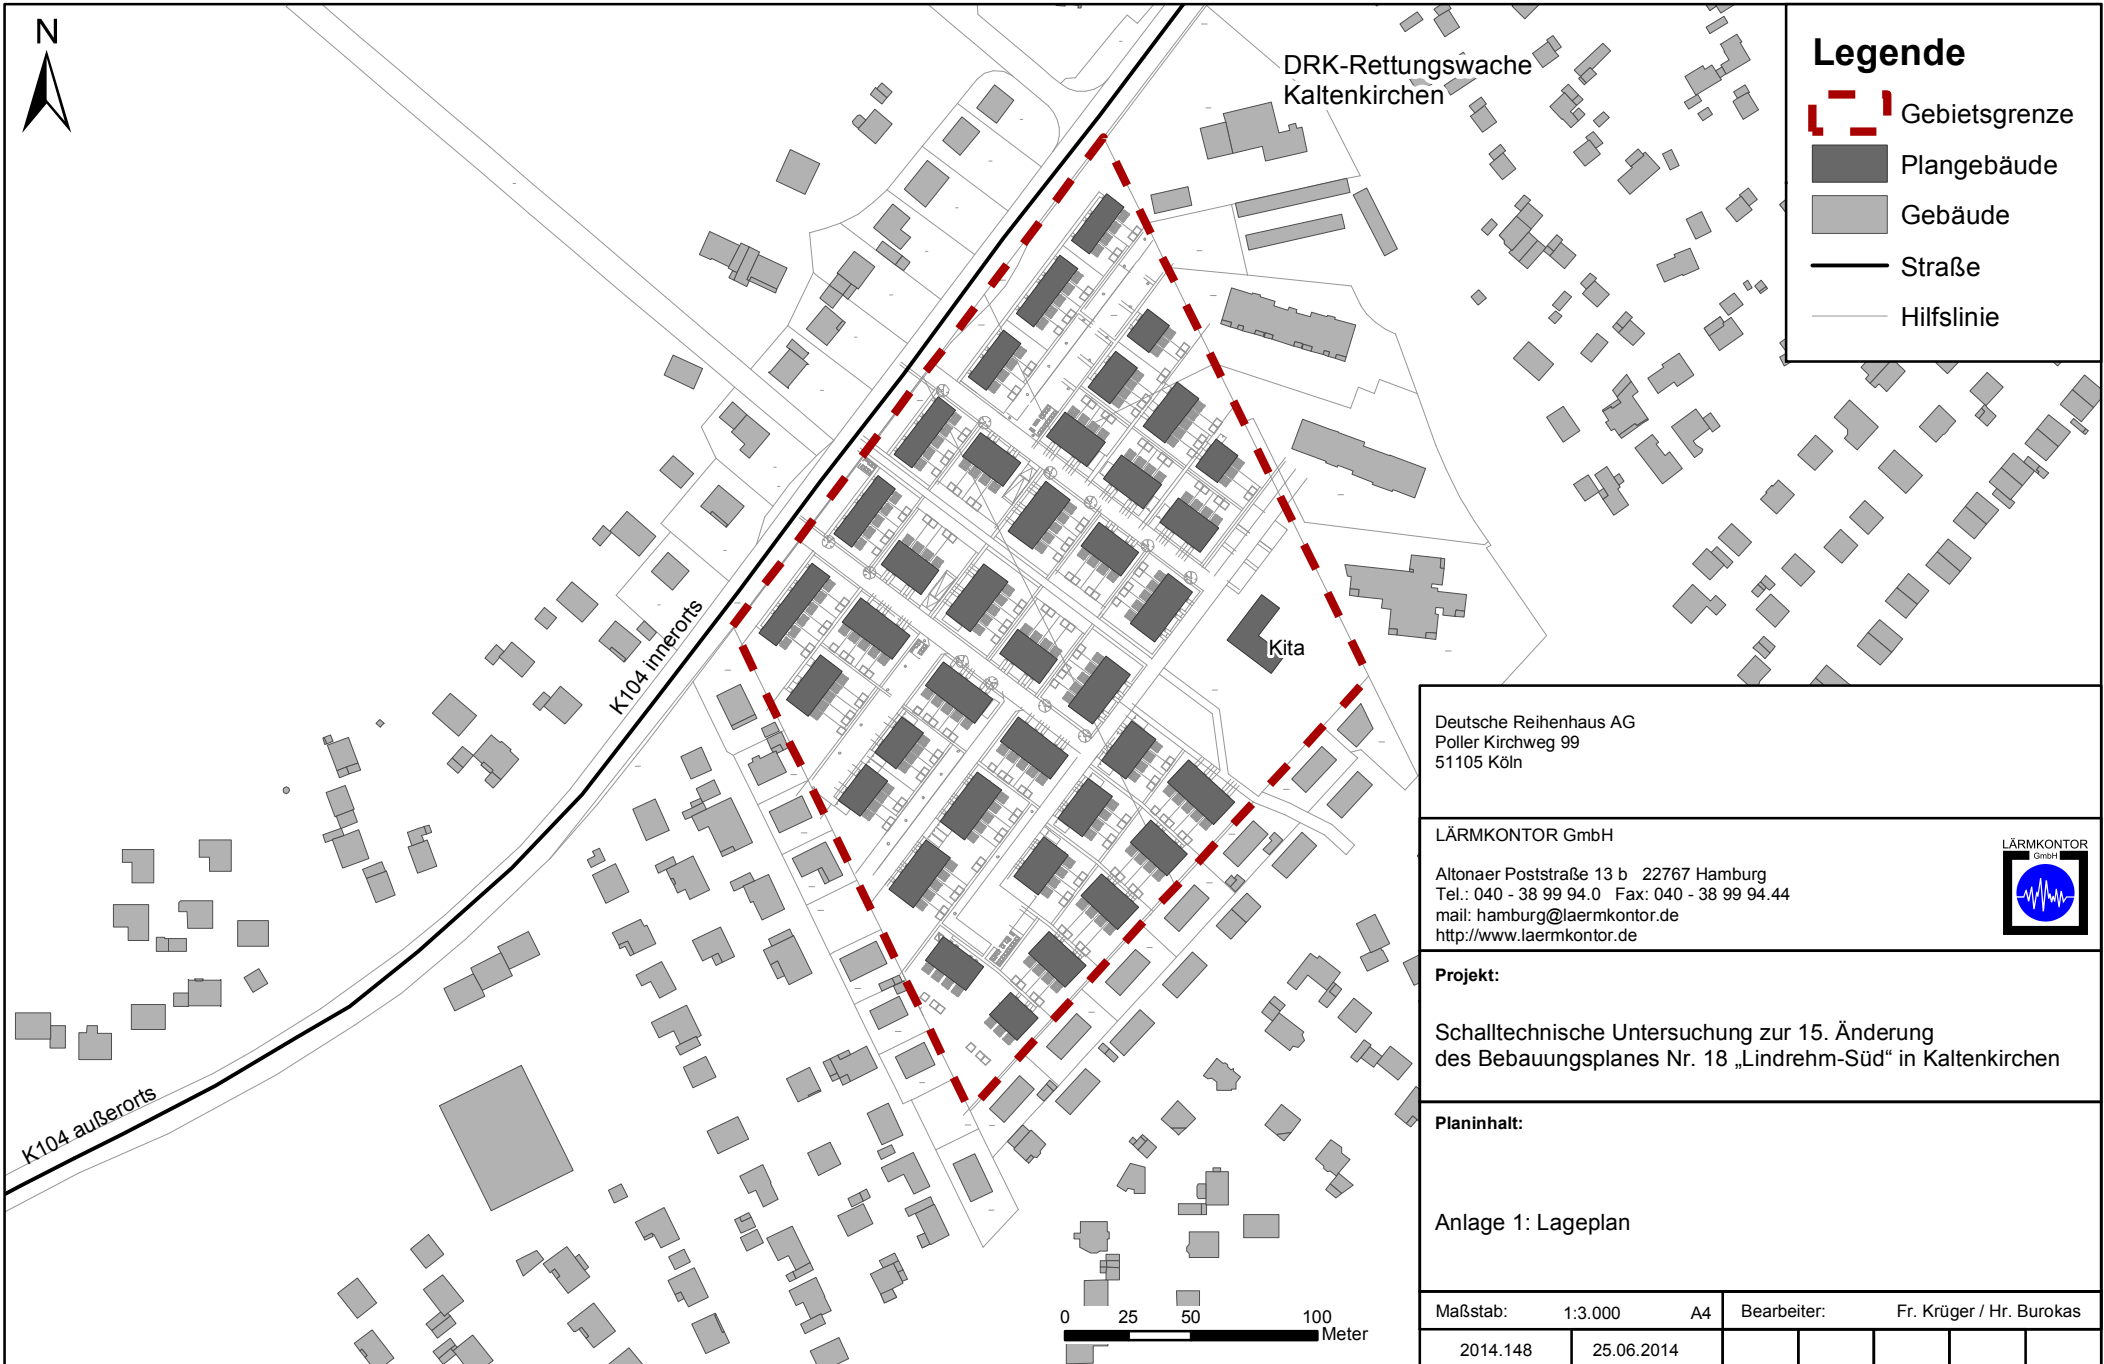 N
DRK-Rettungswache
Kaltenkirchen
Legende
Gebietsgrenze
Plangebäude
Gebäude
Straße
Hilfslinie
K104 innerorts
Kita
K104 außerorts
0 25 50 100
Meter
Deutsche Reihenhaus AG
Poller Kirchweg 99
51105 Köln
LÄRMKONTOR GmbH
Altonaer Poststraße 13 b 22767 Hamburg
Tel.: 040 - 38 99 94.0 Fax: 040 - 38 99 94.44
mail: hamburg@laermkontor.de
http://www.laermkontor.de
LÄRMKONTOR
GmbH
Projekt:
Schalltechnische Untersuchung zur 15. Änderung
des Bebauungsplanes Nr. 18 „Lindrehm-Süd“ in Kaltenkirchen
Planinhalt:
Anlage 1: Lageplan
Maßstab: 1:3.000 A4 Bearbeiter: Fr. Krüger / Hr. Burokas
2014.148 25.06.2014